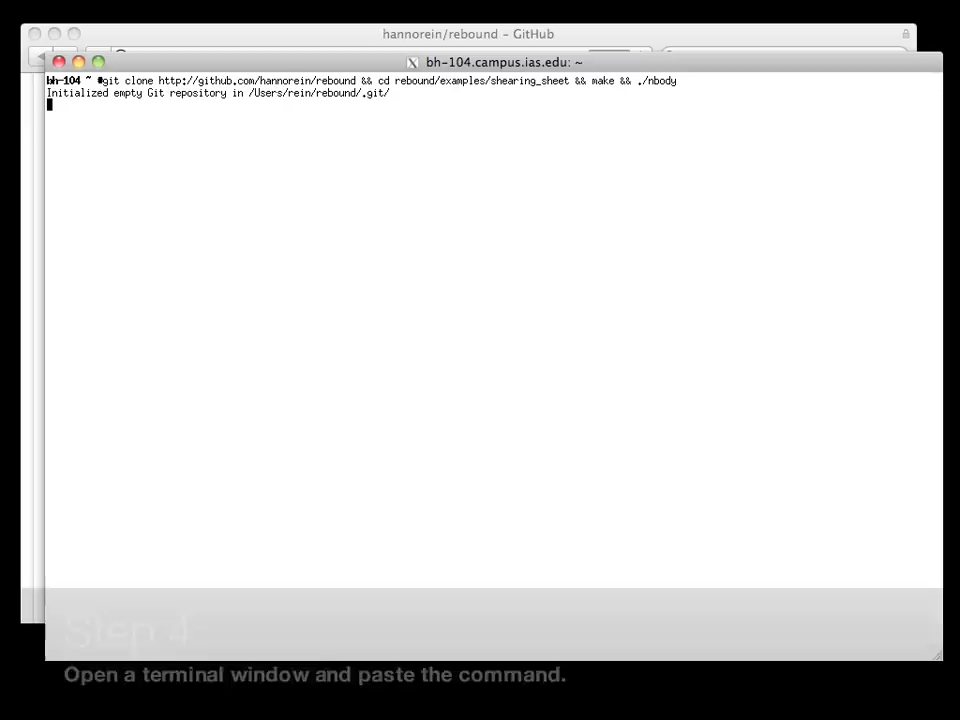 hannorein/rebound - GitHub
bh-104.campus.ias.edu: ~
bh-104 ~ #git clone http://github.com/hannorein/rebound && cd rebound/examples/shearing_sheet && make && ./nbody
Initialized empty Git repository in /Users/rein/rebound/.git/
Step 4
Open a terminal window and paste the command.